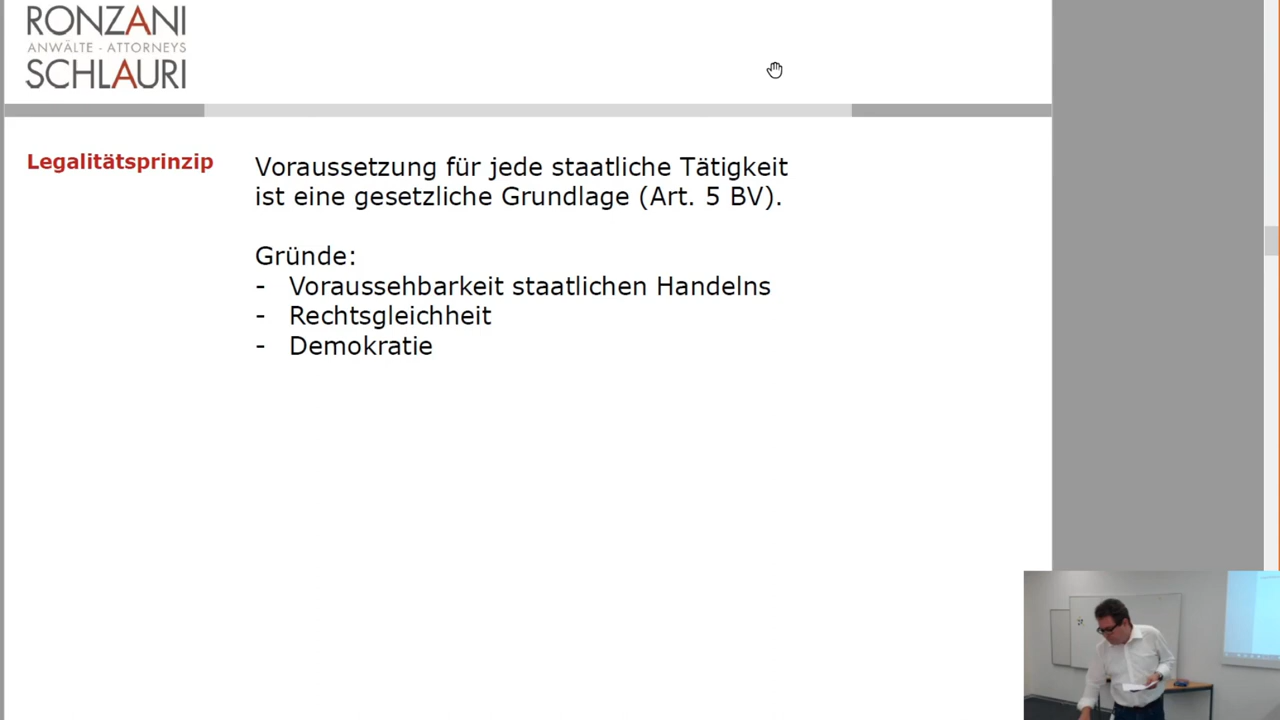 RONZANI
ANWÄLTE - ATTORNEYS
SCHLAURI
Legalitätsprinzip
Voraussetzung für jede staatliche Tätigkeit
ist eine gesetzliche Grundlage (Art. 5 BV).
Gründe:
- Voraussehbarkeit staatlichen Handelns
- Rechtsgleichheit
- Demokratie